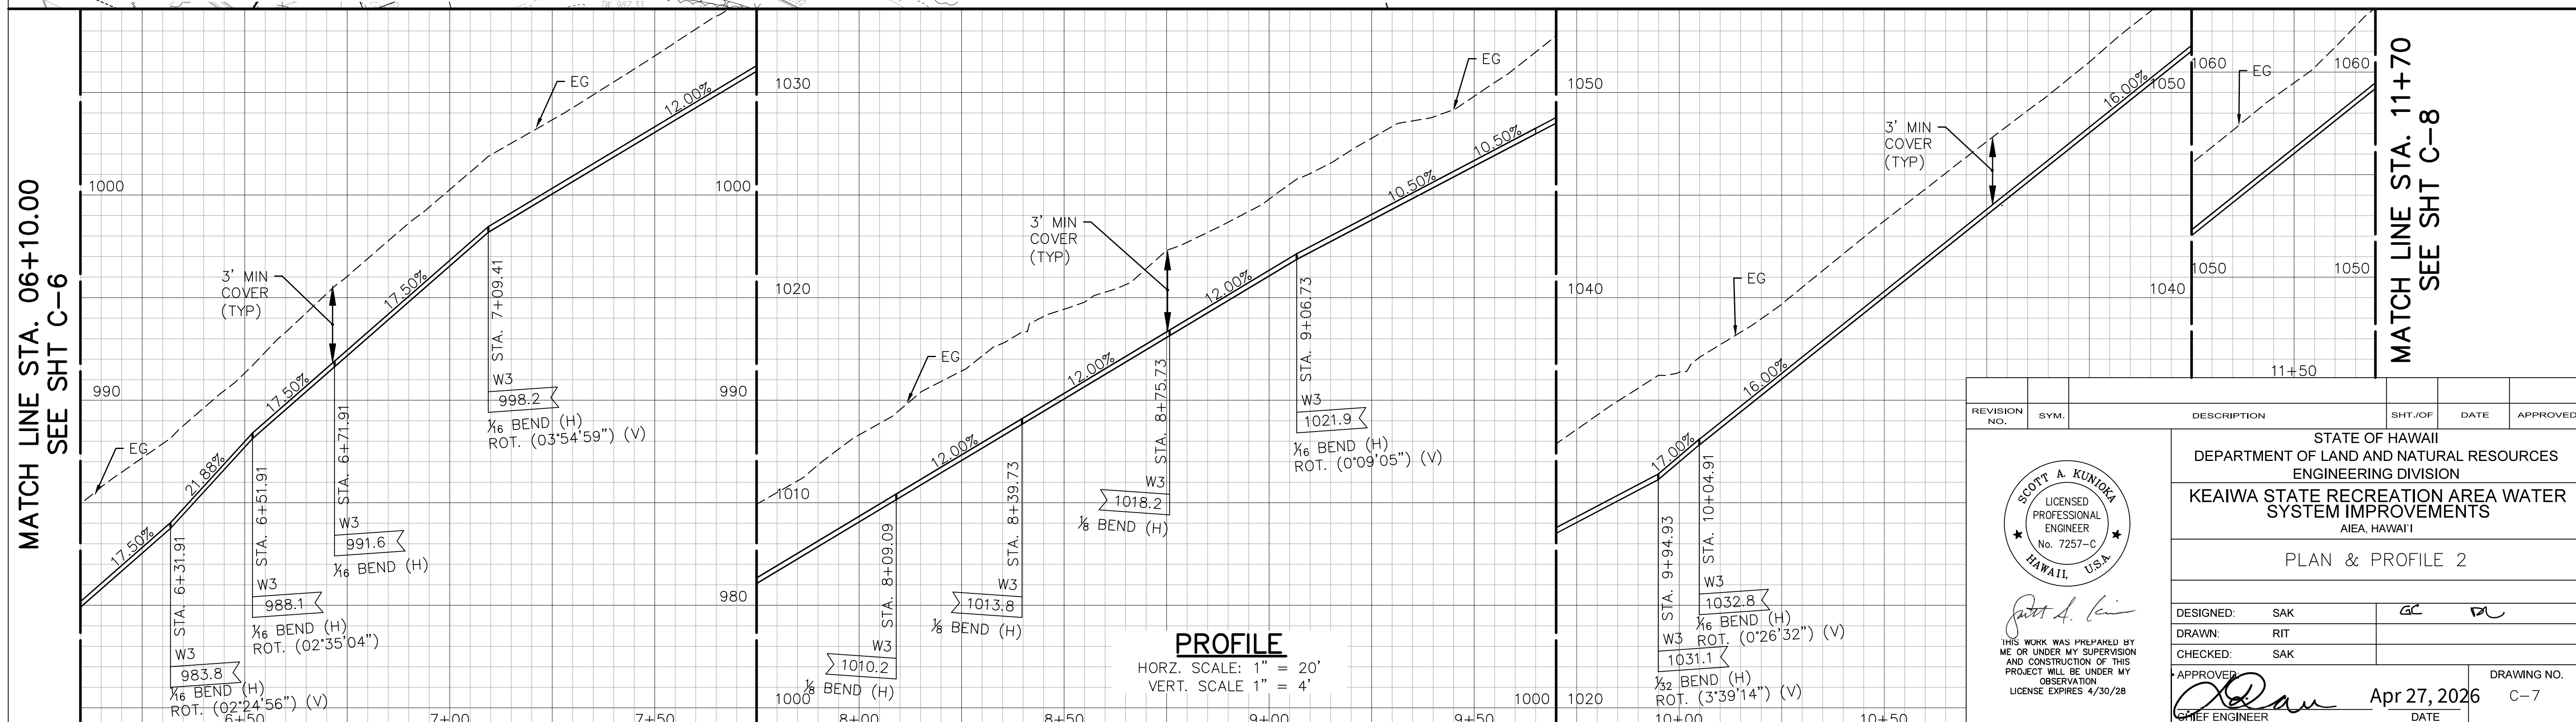 TW 987.33
MATCH LINE STA. 06+10.00
SEE SHT C-6
1000
990
1000
990
980
EG
EG
17.50%
21.88%
17.50%
17.50%
12.00%
3' MIN
COVER
(TYP)
STA. 6+31.91
W3
983.8
1/16 BEND (H)
ROT. (02°24'56") (V)
STA. 6+51.91
W3
988.1
1/16 BEND (H)
ROT. (02°35'04")
STA. 6+71.91
W3
991.6
1/16 BEND (H)
STA. 7+09.41
W3
998.2
1/16 BEND (H)
ROT. (03°54'59") (V)
6+50
7+00
7+50
1030
1020
1010
1000
EG
EG
12.00%
12.00%
12.00%
10.50%
10.50%
3' MIN
COVER
(TYP)
STA. 8+09.09
W3
1010.2
1/8 BEND (H)
STA. 8+39.73
W3
1013.8
1/8 BEND (H)
STA. 8+75.73
W3
1018.2
1/8 BEND (H)
STA. 9+06.73
W3
1021.9
1/16 BEND (H)
ROT. (0°09'05") (V)
8+00
8+50
9+00
9+50
1000
PROFILE
HORZ. SCALE: 1" = 20'
VERT. SCALE 1" = 4'
1050
1040
1020
1050
1040
EG
17.00%
16.00%
16.00%
3' MIN
COVER
(TYP)
STA. 9+94.93
W3
1031.1
1/32 BEND (H)
ROT. (3°39'14") (V)
STA. 10+04.91
W3
1032.8
1/16 BEND (H)
ROT. (0°26'32") (V)
10+00
10+50
1060
1060
EG
1050
1050
11+50
MATCH LINE STA. 11+70
SEE SHT C-8
REVISION NO.
SYM.
DESCRIPTION
SHT./OF
DATE
APPROVED
SCOTT A. KUNIOKA
LICENSED
PROFESSIONAL
ENGINEER
No. 7257-C
HAWAII, U.S.A.
THIS WORK WAS PREPARED BY
ME OR UNDER MY SUPERVISION
AND CONSTRUCTION OF THIS
PROJECT WILL BE UNDER MY
OBSERVATION
LICENSE EXPIRES 4/30/28
STATE OF HAWAII
DEPARTMENT OF LAND AND NATURAL RESOURCES
ENGINEERING DIVISION
KEAIWA STATE RECREATION AREA WATER
SYSTEM IMPROVEMENTS
AIEA, HAWAI'I
PLAN & PROFILE 2
DESIGNED: SAK
GC
DRAWN: RIT
CHECKED: SAK
APPROVED:
Apr 27, 2026
CHIEF ENGINEER
DATE
DRAWING NO.
C-7